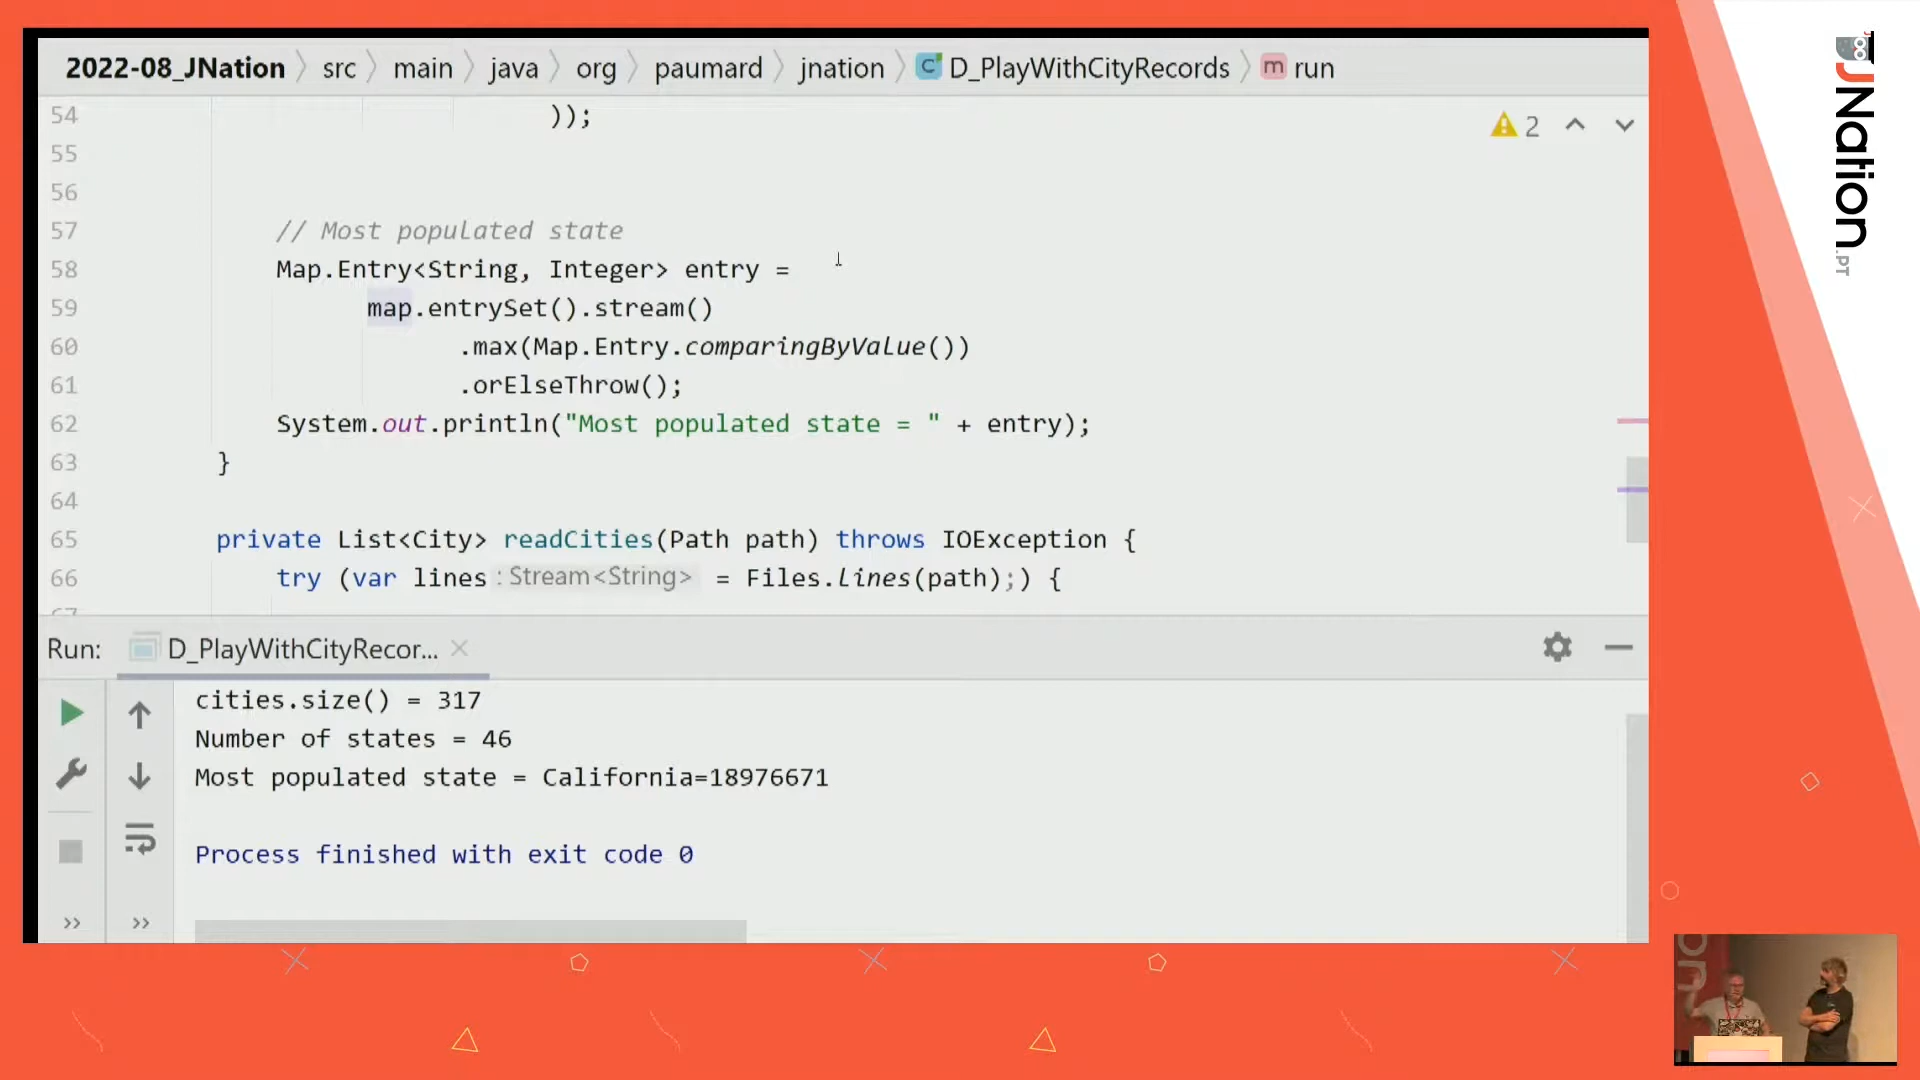 2022-08_JNation 〉 src 〉 main 〉 java 〉 org 〉 paumard 〉 jnation 〉 C D_PlayWithCityRecords 〉 m run
54 ));
55
56
57 // Most populated state
58 Map.Entry<String, Integer> entry =
59 map.entrySet().stream()
60 .max(Map.Entry.comparingByValue())
61 .orElseThrow();
62 System.out.println("Most populated state = " + entry);
63 }
64
65 private List<City> readCities(Path path) throws IOException {
66 try (var lines : Stream<String> = Files.lines(path);) {
2
Run: D_PlayWithCityRecor...
cities.size() = 317
Number of states = 46
Most populated state = California=18976671
Process finished with exit code 0
JNation
.PT